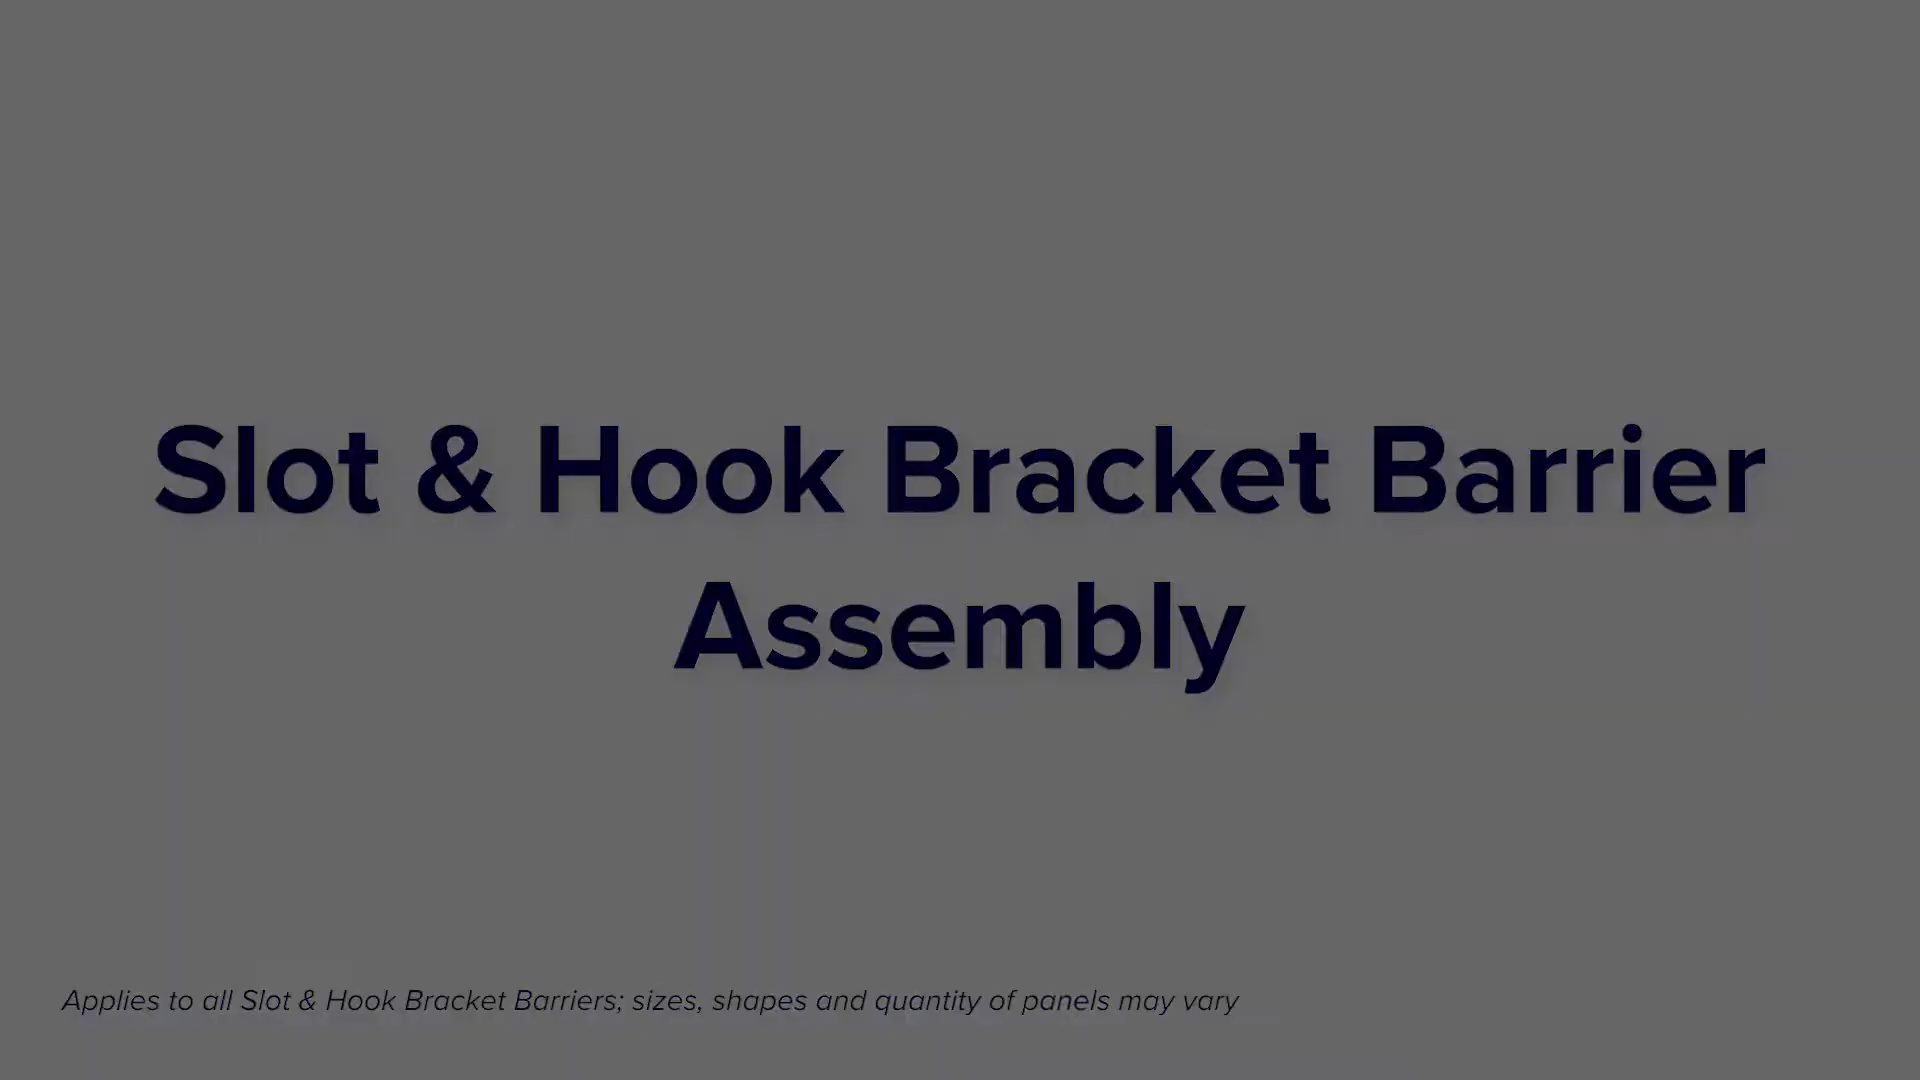 Slot & Hook Bracket Barrier
Assembly
Applies to all Slot & Hook Bracket Barriers; sizes, shapes and quantity of panels may vary